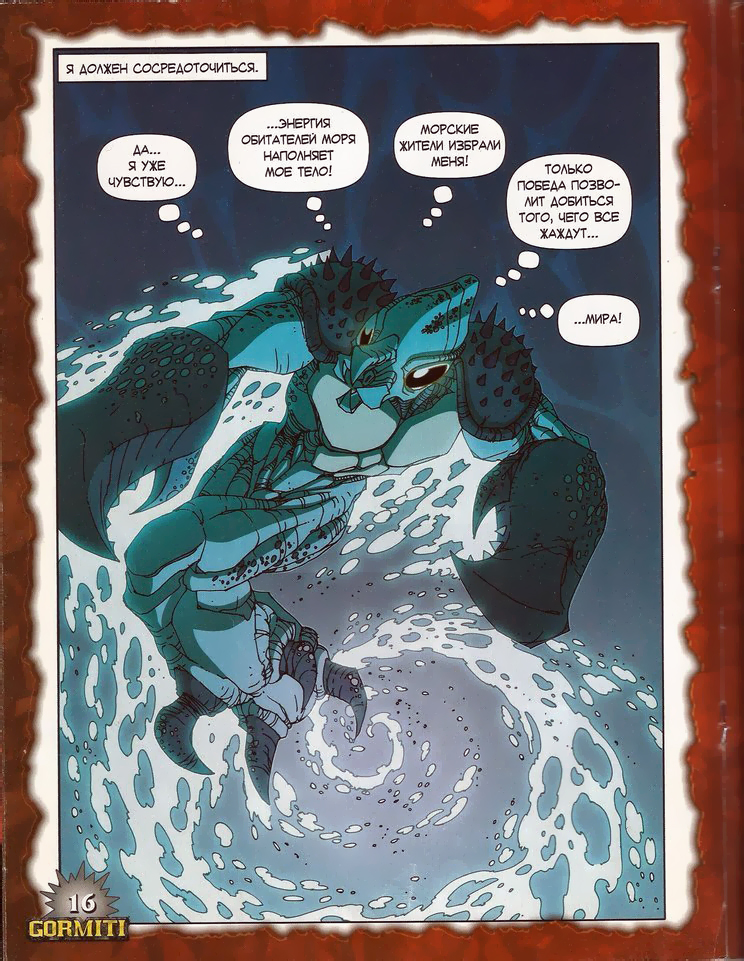 Я ДОЛЖЕН СОСРЕДОТОЧИТЬСЯ.
ДА...
Я УЖЕ
ЧУВСТВУЮ...
...ЭНЕРГИЯ
ОБИТАТЕЛЕЙ МОРЯ
НАПОЛНЯЕТ
МОЕ ТЕЛО!
МОРСКИЕ
ЖИТЕЛИ ИЗБРАЛИ
МЕНЯ!
ТОЛЬКО
ПОБЕДА ПОЗВО-
ЛИТ ДОБИТЬСЯ
ТОГО, ЧЕГО ВСЕ
ЖАЖДУТ...
...МИРА!
16
GORMITI